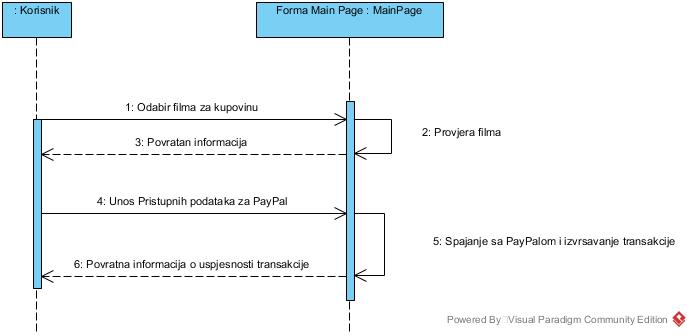 : Korisnik
Forma Main Page : MainPage
1: Odabir filma za kupovinu
2: Provjera filma
3: Povratan informacija
4: Unos Pristupnih podataka za PayPal
5: Spajanje sa PayPalom i izvrsavanje transakcije
6: Povratna informacija o uspjesnosti transakcije
Powered By Visual Paradigm Community Edition